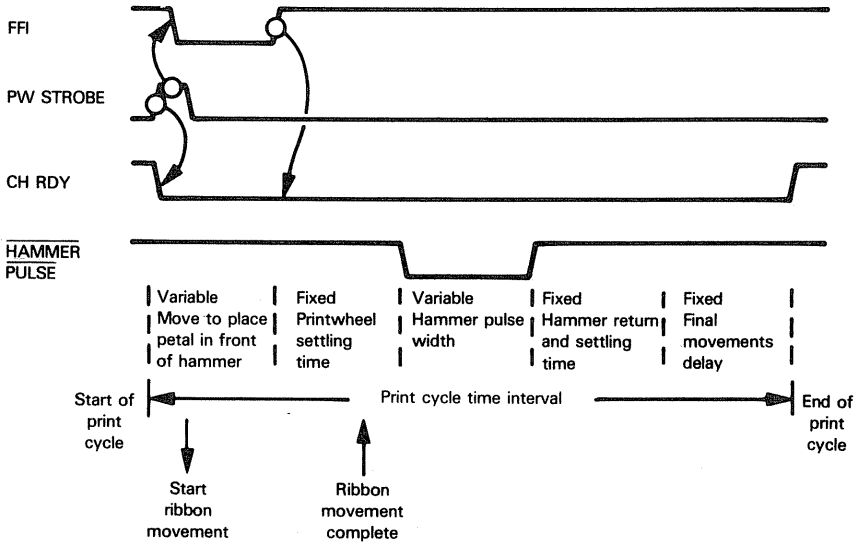 FFI
PW STROBE
CH RDY
HAMMER
PULSE
Variable
Move to place
petal in front
of hammer
Fixed
Printwheel
settling
time
Variable
Hammer pulse
width
Fixed
Hammer return
and settling
time
Fixed
Final
movements
delay
Start of
print
cycle
Print cycle time interval
End of
print
cycle
Start
ribbon
movement
Ribbon
movement
complete